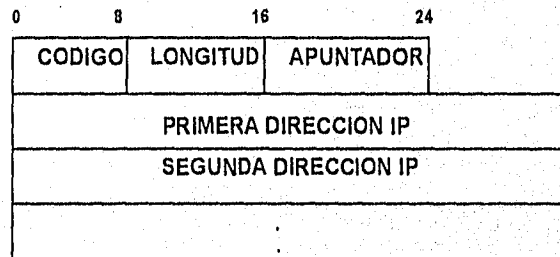 0 8 16 24
CODIGO LONGITUD APUNTADOR
PRIMERA DIRECCION IP
SEGUNDA DIRECCION IP